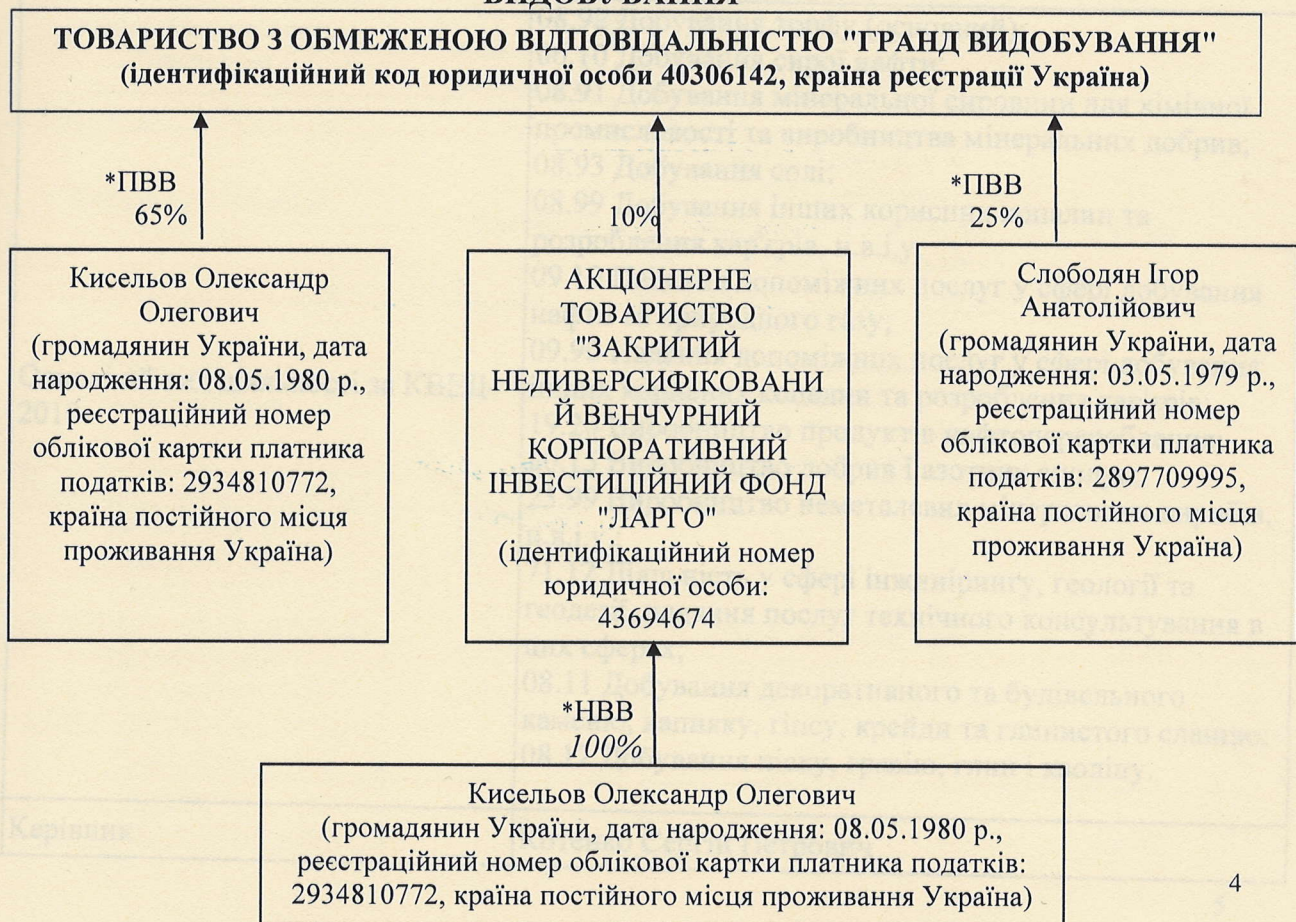 ВИДОБУВАННЯ
ТОВАРИСТВО З ОБМЕЖЕНОЮ ВІДПОВІДАЛЬНІСТЮ "ГРАНД ВИДОБУВАННЯ"
(ідентифікаційний код юридичної особи 40306142, країна реєстрації Україна)
*ПВВ
65%
10%
*ПВВ
25%
Кисельов Олександр
Олегович
(громадянин України, дата
народження: 08.05.1980 р.,
реєстраційний номер
облікової картки платника
податків: 2934810772,
країна постійного місця
проживання Україна)
АКЦІОНЕРНЕ
ТОВАРИСТВО
"ЗАКРИТИЙ
НЕДИВЕРСИФІКОВАНИ
Й ВЕНЧУРНИЙ
КОРПОРАТИВНИЙ
ІНВЕСТИЦІЙНИЙ ФОНД
"ЛАРГО"
(ідентифікаційний номер
юридичної особи:
43694674
Слободян Ігор
Анатолійович
(громадянин України, дата
народження: 03.05.1979 р.,
реєстраційний номер
облікової картки платника
податків: 2897709995,
країна постійного місця
проживання Україна)
*НВВ
100%
Кисельов Олександр Олегович
(громадянин України, дата народження: 08.05.1980 р.,
реєстраційний номер облікової картки платника податків:
2934810772, країна постійного місця проживання Україна)
4